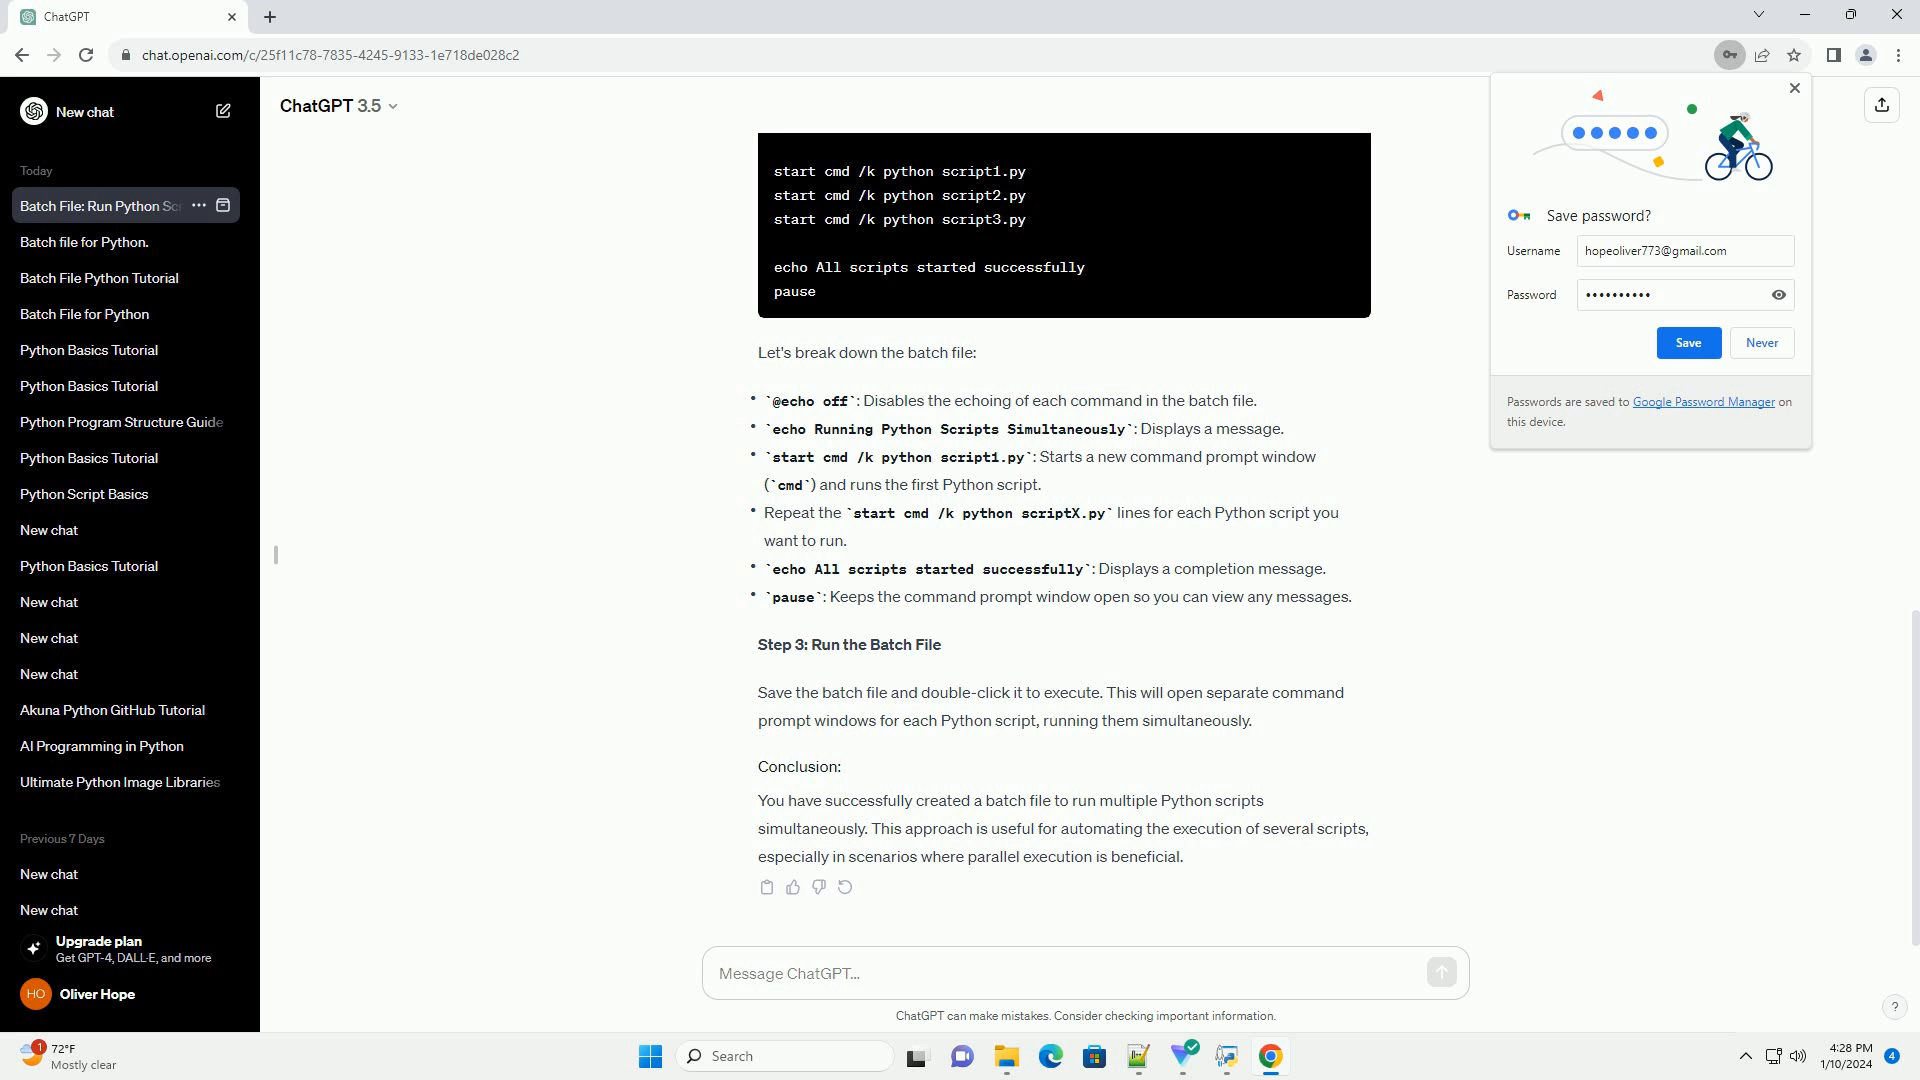 ChatGPT
chat.openai.com/c/25f11c78-7835-4245-9133-1e718de028c2
New chat
Today
Batch File: Run Python Sc
Batch file for Python.
Batch File Python Tutorial
Batch File for Python
Python Basics Tutorial
Python Basics Tutorial
Python Program Structure Guide
Python Basics Tutorial
Python Script Basics
New chat
Python Basics Tutorial
New chat
New chat
New chat
Akuna Python GitHub Tutorial
AI Programming in Python
Ultimate Python Image Libraries
Previous 7 Days
New chat
New chat
Upgrade plan
Get GPT-4, DALL·E, and more
HO Oliver Hope
ChatGPT 3.5
start cmd /k python script1.py
start cmd /k python script2.py
start cmd /k python script3.py
echo All scripts started successfully
pause
Let's break down the batch file:
• `@echo off`: Disables the echoing of each command in the batch file.
• `echo Running Python Scripts Simultaneously`: Displays a message.
• `start cmd /k python script1.py`: Starts a new command prompt window
(`cmd`) and runs the first Python script.
• Repeat the `start cmd /k python scriptX.py` lines for each Python script you
want to run.
• `echo All scripts started successfully`: Displays a completion message.
• `pause`: Keeps the command prompt window open so you can view any messages.
Step 3: Run the Batch File
Save the batch file and double-click it to execute. This will open separate command
prompt windows for each Python script, running them simultaneously.
Conclusion:
You have successfully created a batch file to run multiple Python scripts
simultaneously. This approach is useful for automating the execution of several scripts,
especially in scenarios where parallel execution is beneficial.
Message ChatGPT...
ChatGPT can make mistakes. Consider checking important information.
?
Save password?
Username hopeoliver773@gmail.com
Password ••••••••••
Save Never
Passwords are saved to Google Password Manager on
this device.
1
72°F
Mostly clear
Search
4:28 PM
1/10/2024
4